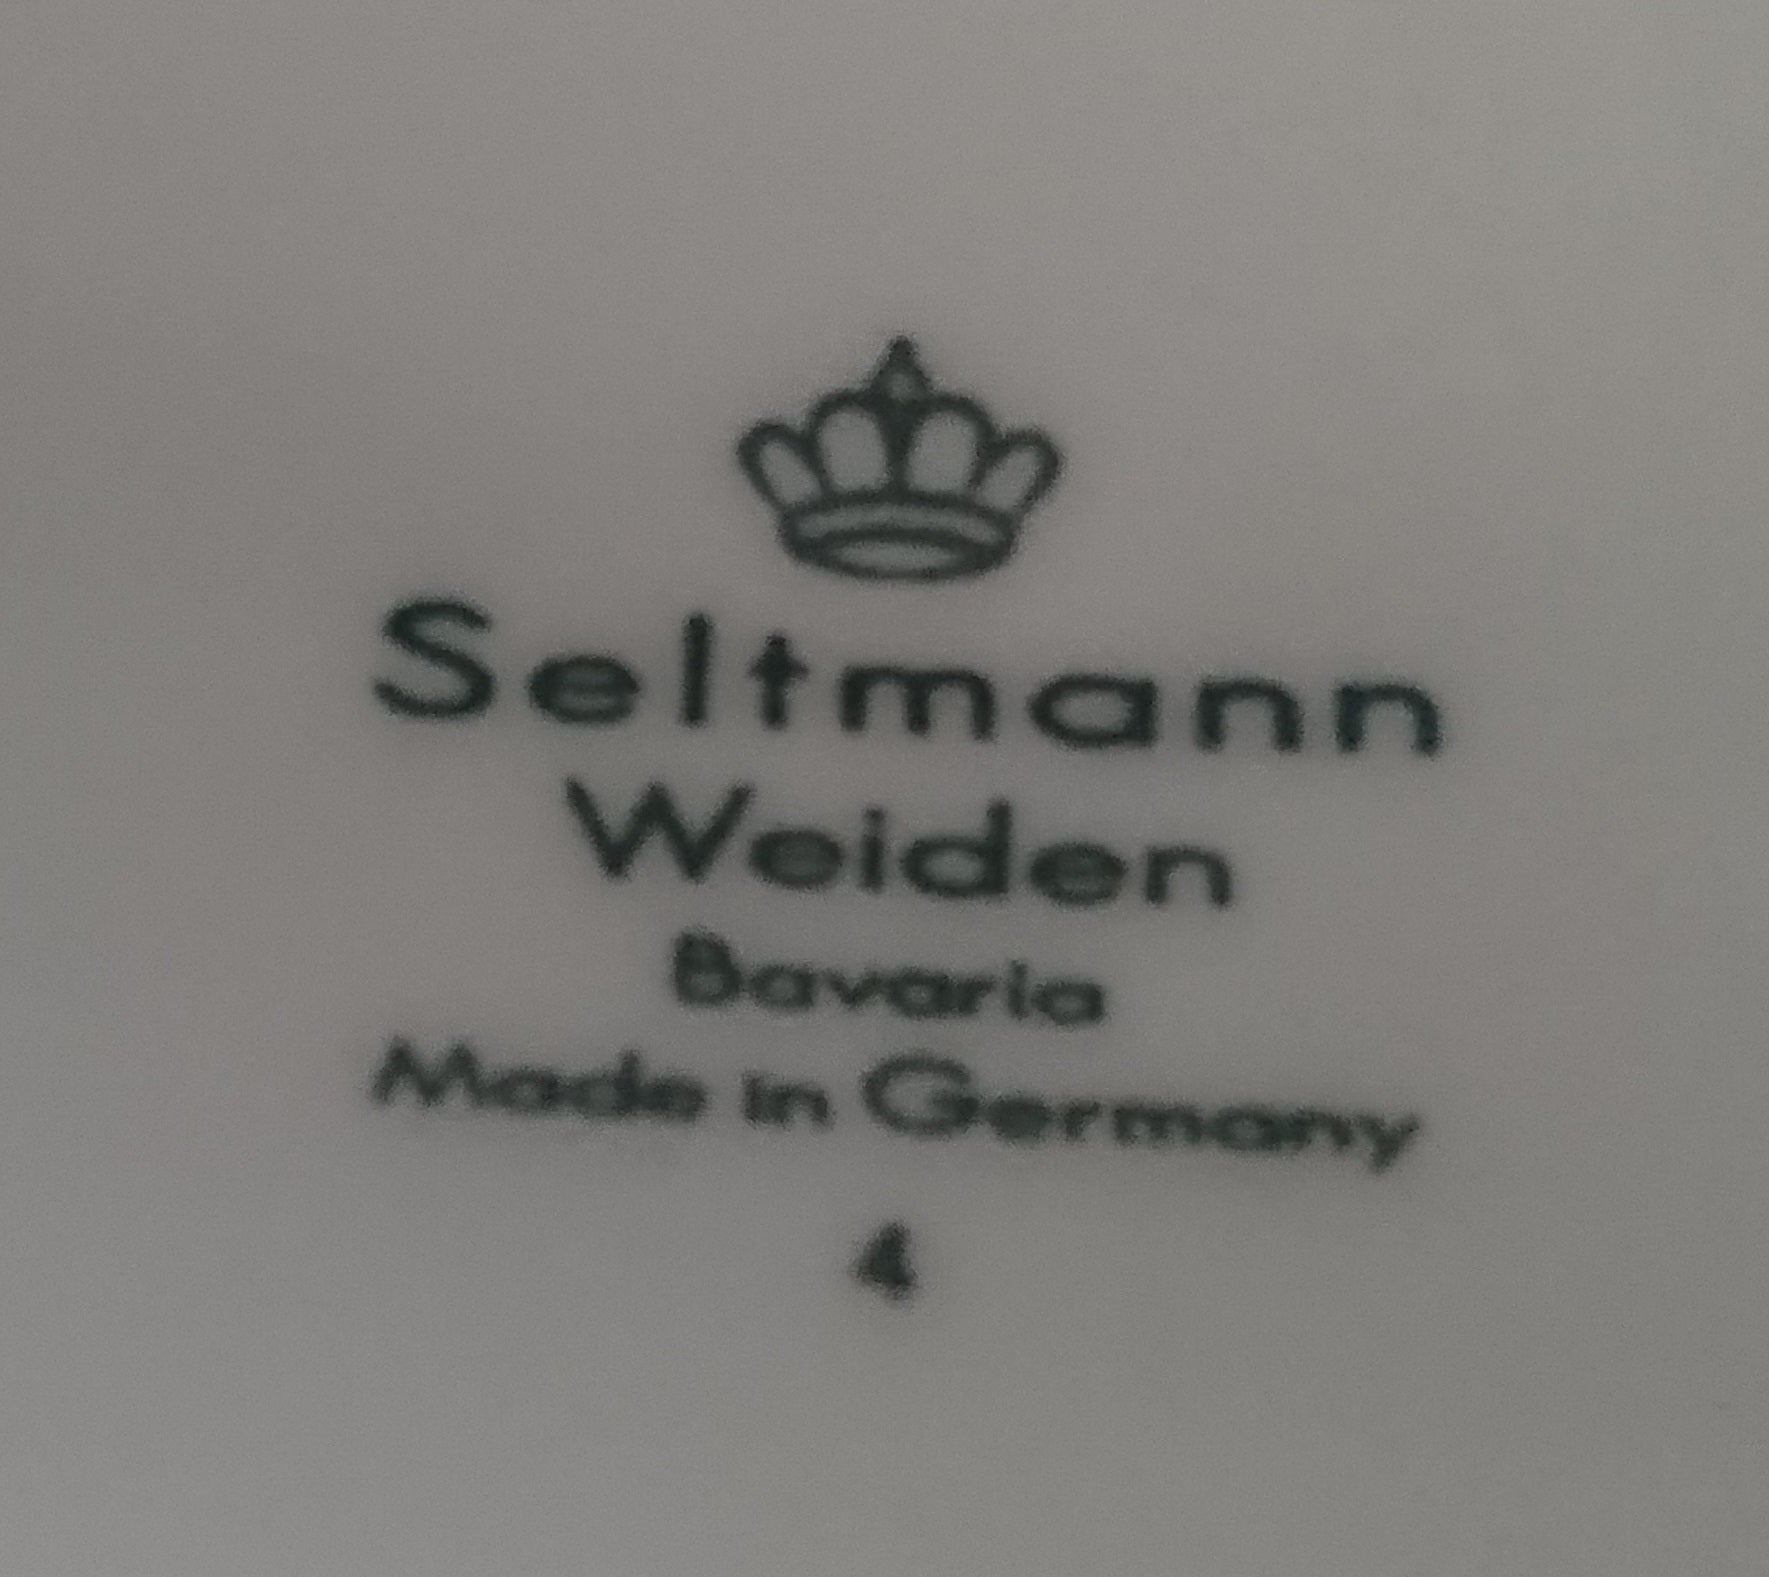 Seltmann
Weiden
Bavaria
Made in Germany
4